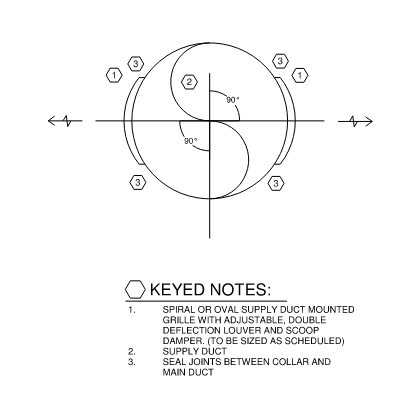 3
3
1
1
2
90°
90°
3
3
KEYED NOTES:
1. SPIRAL OR OVAL SUPPLY DUCT MOUNTED
GRILLE WITH ADJUSTABLE, DOUBLE
DEFLECTION LOUVER AND SCOOP
DAMPER. (TO BE SIZED AS SCHEDULED)
2. SUPPLY DUCT
3. SEAL JOINTS BETWEEN COLLAR AND
MAIN DUCT